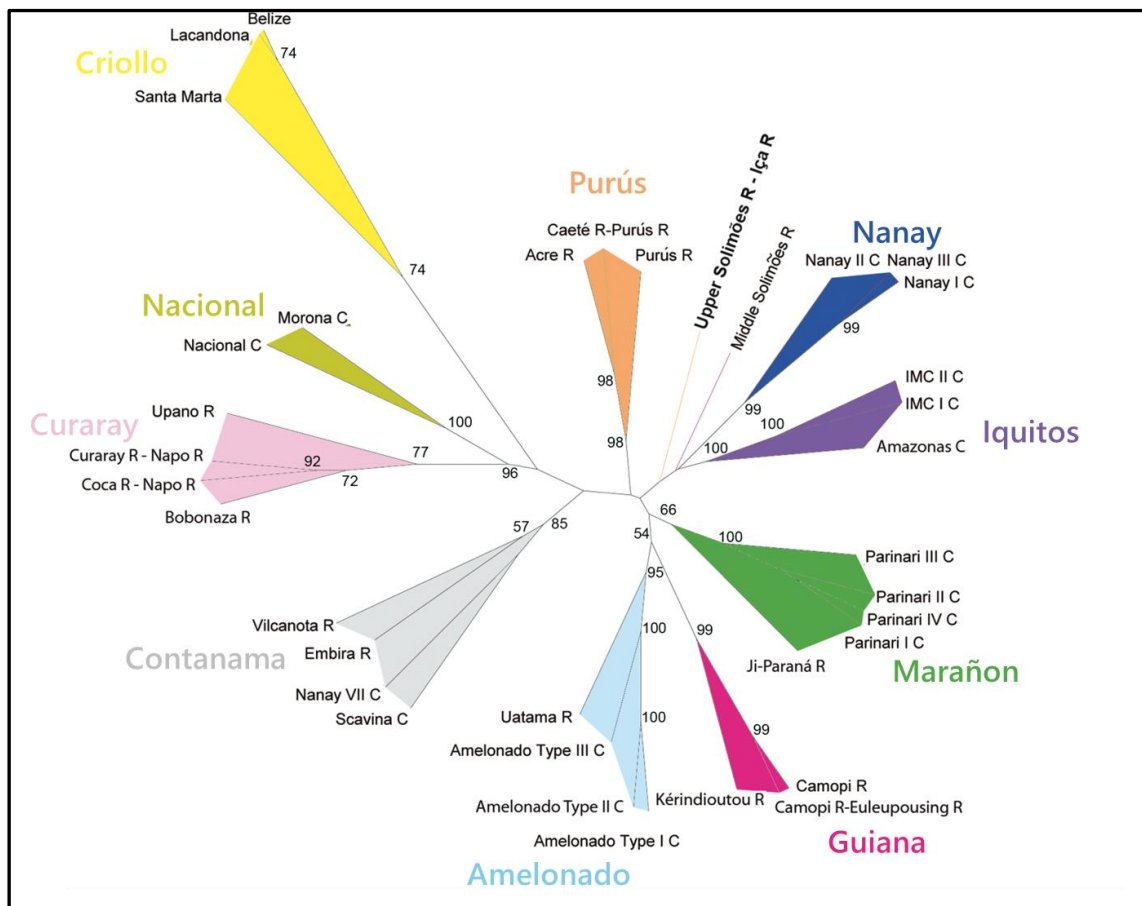 Belize
Lacandona
74
Criollo
Santa Marta
74
Purús
Caeté R-Purús R
Acre R
Purús R
98
98
Upper Solimões R - Iça R
Middle Solimões R
Nanay
Nanay II C
Nanay III C
Nanay I C
99
99
Nacional
Morona C
Nacional C
100
IMC II C
IMC I C
Amazonas C
100
100
Iquitos
Curaray
Upano R
Curaray R - Napo R
Coca R - Napo R
Bobonaza R
77
92
72
96
66
100
Parinari III C
Parinari II C
Parinari IV C
Parinari I C
Ji-Paraná R
Marañon
57
85
Vilcanota R
Embira R
Nanay VII C
Scavina C
Contanama
54
95
100
100
Uatama R
Amelonado Type III C
Amelonado Type II C
Amelonado Type I C
Amelonado
99
99
Kérindioutou R
Camopi R
Camopi R-Euleupousing R
Guiana